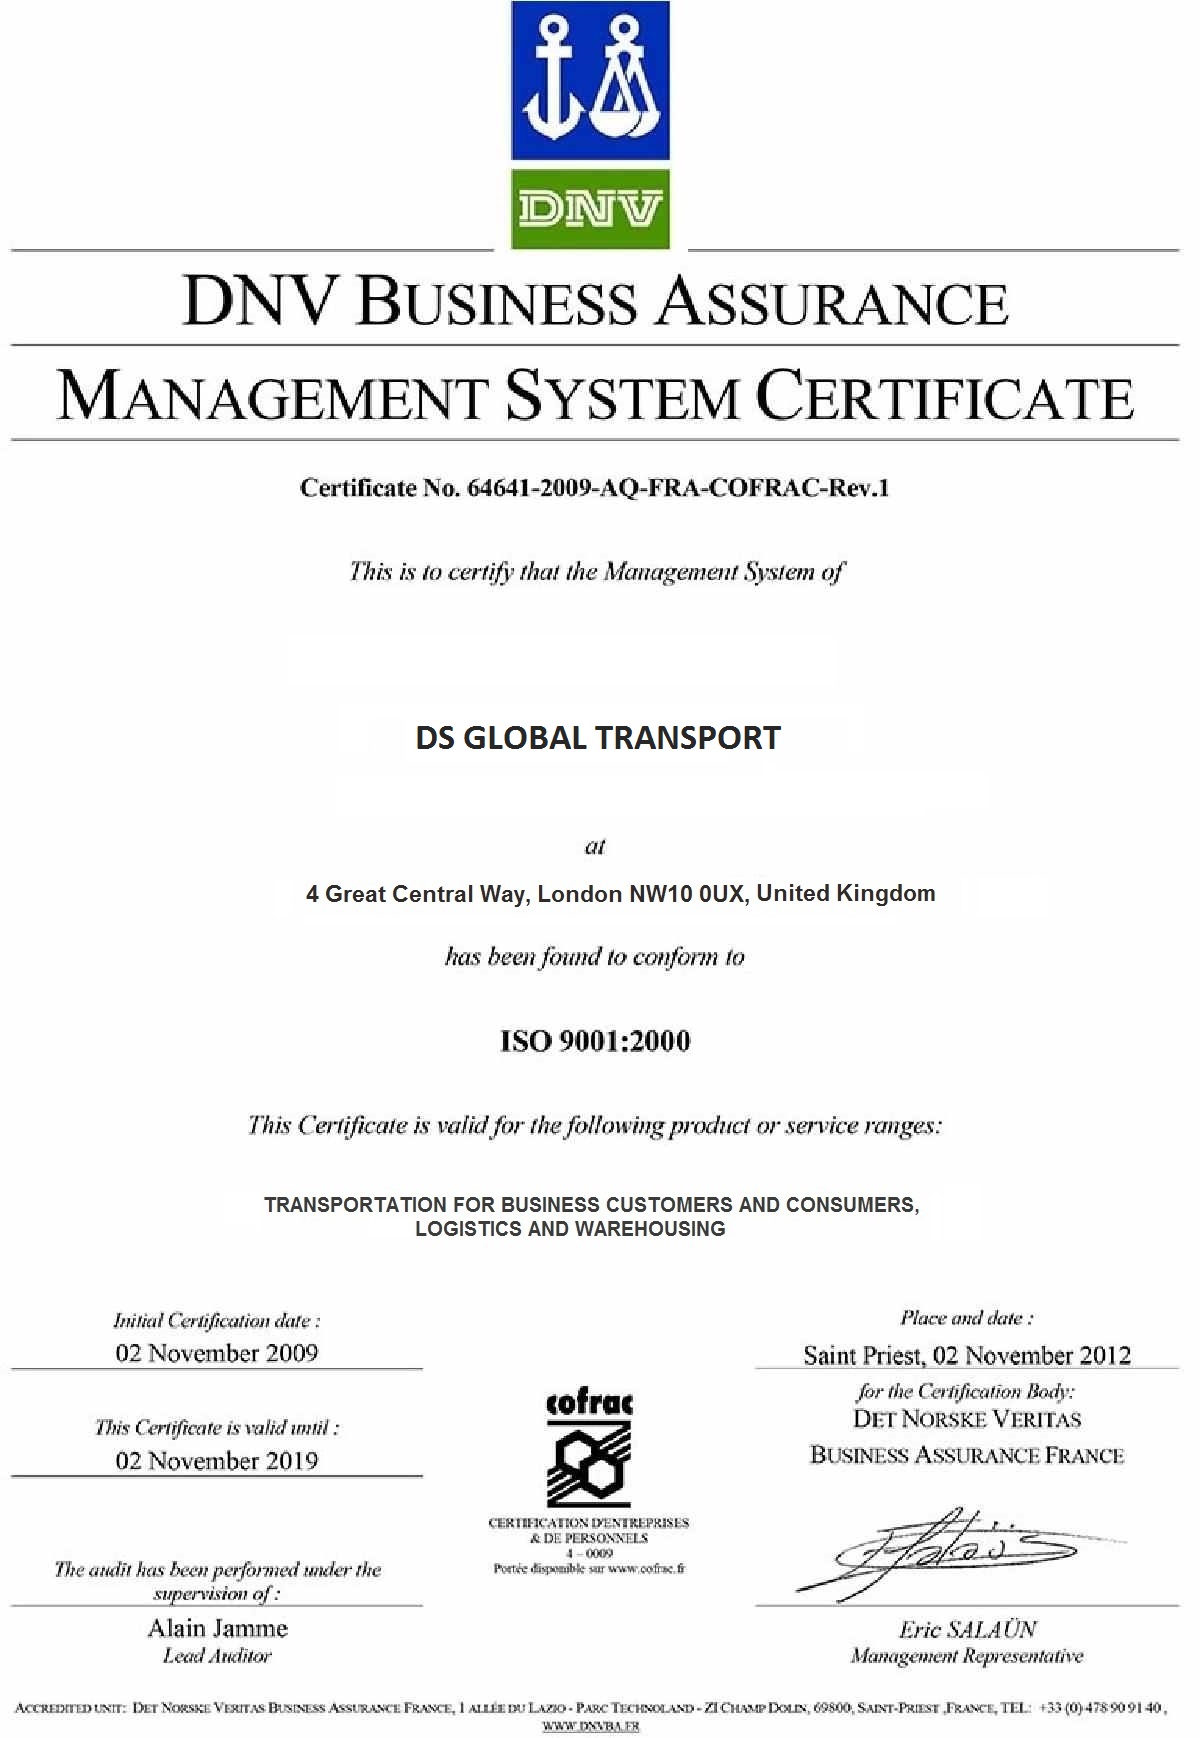 DNV
DNV BUSINESS ASSURANCE
MANAGEMENT SYSTEM CERTIFICATE
Certificate No. 64641-2009-AQ-FRA-COFRAC-Rev.1
This is to certify that the Management System of
DS GLOBAL TRANSPORT
at
4 Great Central Way, London NW10 0UX, United Kingdom
has been found to conform to
ISO 9001:2000
This Certificate is valid for the following product or service ranges:
TRANSPORTATION FOR BUSINESS CUSTOMERS AND CONSUMERS,
LOGISTICS AND WAREHOUSING
Initial Certification date :
02 November 2009
This Certificate is valid until :
02 November 2019
The audit has been performed under the
supervision of :
Alain Jamme
Lead Auditor
cofrac
CERTIFICATION D'ENTREPRISES
& DE PERSONNELS
4 - 0009
Portée disponible sur www.cofrac.fr
Place and date :
Saint Priest, 02 November 2012
for the Certification Body:
DET NORSKE VERITAS
BUSINESS ASSURANCE FRANCE
Eric SALAÜN
Management Representative
ACCREDITED UNIT: DET NORSKE VERITAS BUSINESS ASSURANCE FRANCE, 1 ALLÉE DU LAZIO - PARC TECHNOLAND - ZI CHAMP DOLIN, 69800, SAINT-PRIEST ,FRANCE, TEL: +33 (0) 478 90 91 40 ,
WWW.DNVBA.FR